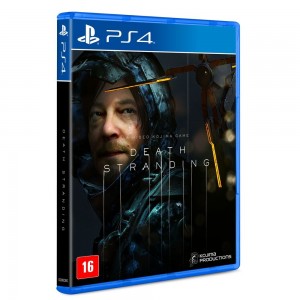 PS4
A HIDEO KOJIMA GAME
DEATH
STRANDING
DEATH STRANDING
16
KOJIMA
PRODUCTIONS